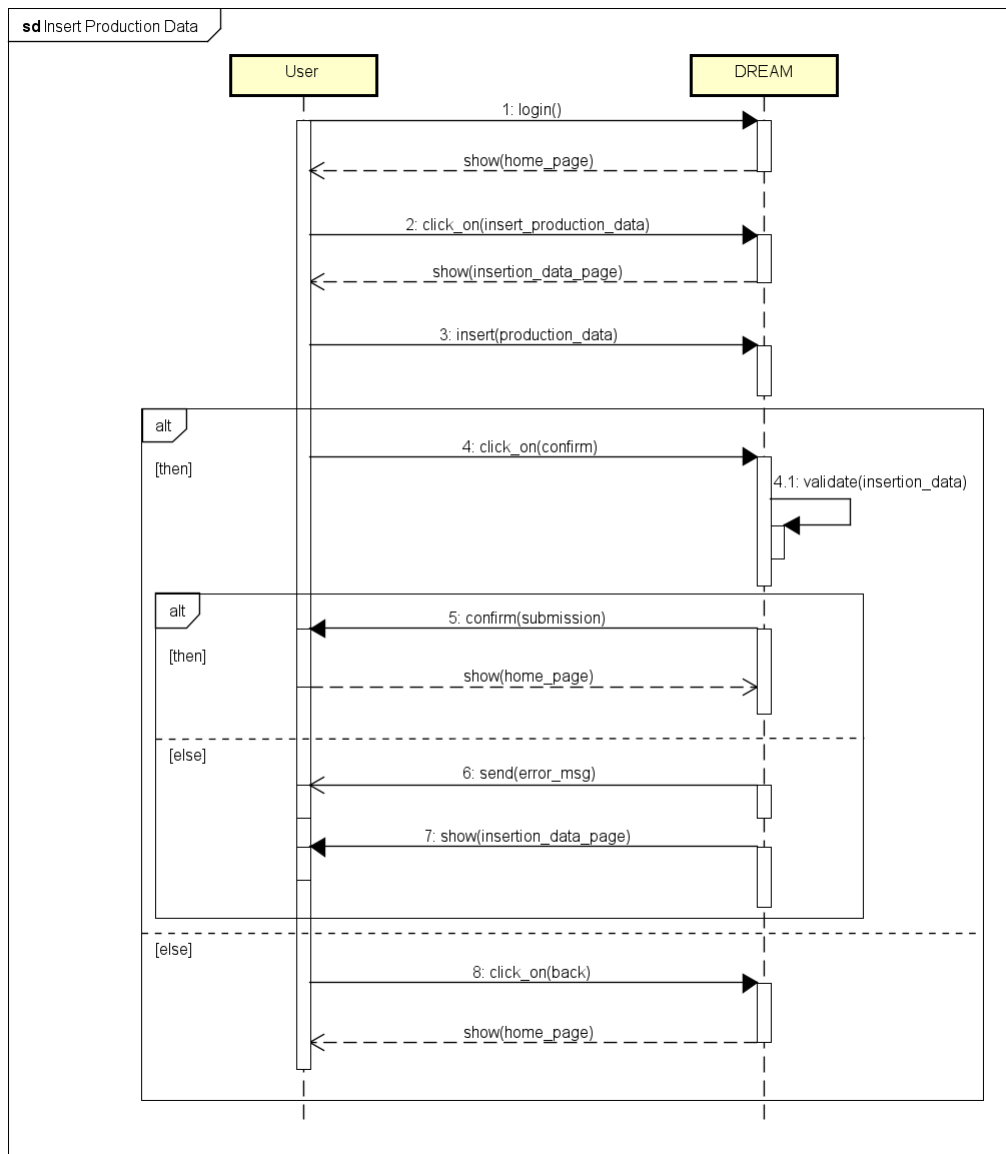 sd Insert Production Data
User
DREAM
1: login()
show(home_page)
2: click_on(insert_production_data)
show(insertion_data_page)
3: insert(production_data)
alt
4: click_on(confirm)
[then]
4.1: validate(insertion_data)
alt
5: confirm(submission)
[then]
show(home_page)
[else]
6: send(error_msg)
7: show(insertion_data_page)
[else]
8: click_on(back)
show(home_page)